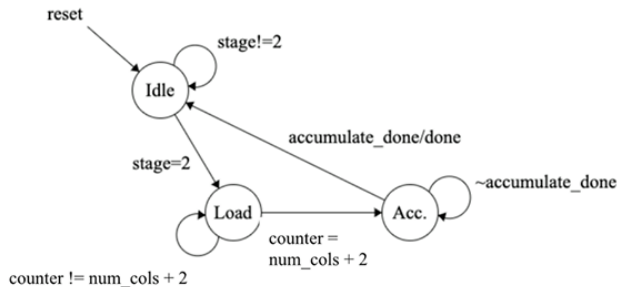 reset
stage!=2
Idle
accumulate_done/done
stage=2
~accumulate_done
Load
Acc.
counter =
num_cols + 2
counter != num_cols + 2